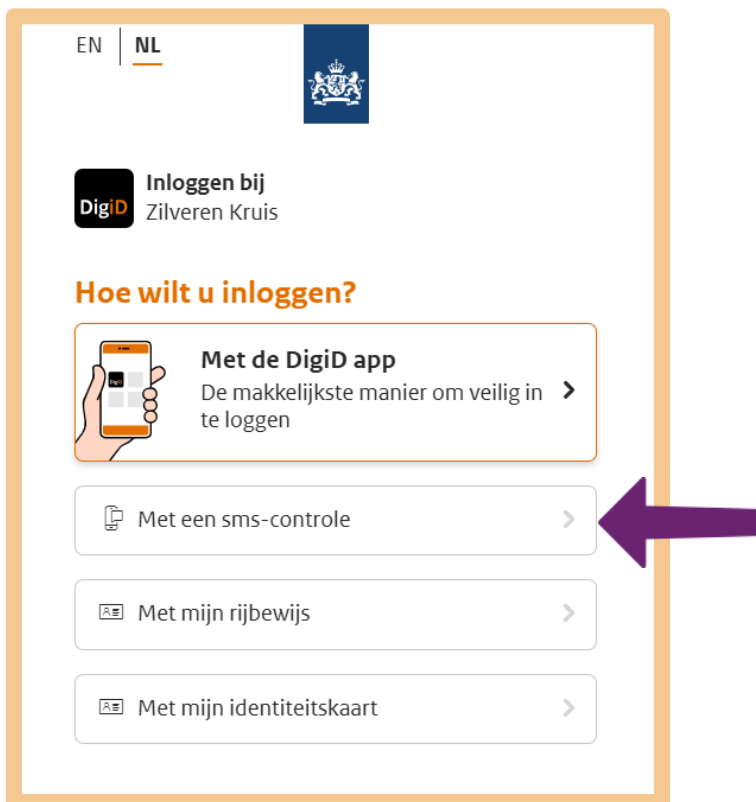 EN NL
DigiD
Inloggen bij
Zilveren Kruis
Hoe wilt u inloggen?
DigiD
Met de DigiD app
De makkelijkste manier om veilig in
te loggen
Met een sms-controle
Met mijn rijbewijs
Met mijn identiteitskaart